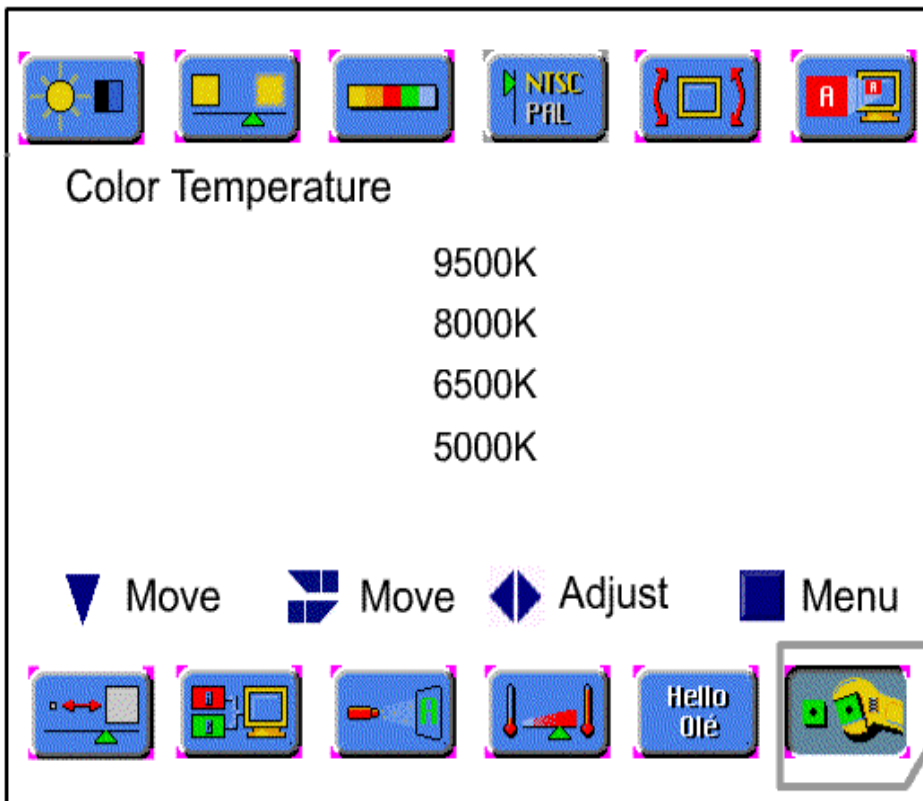 NTSC
PAL
A
A
Color Temperature
9500K
8000K
6500K
5000K
Move Move Adjust Menu
A
Hello
Olé